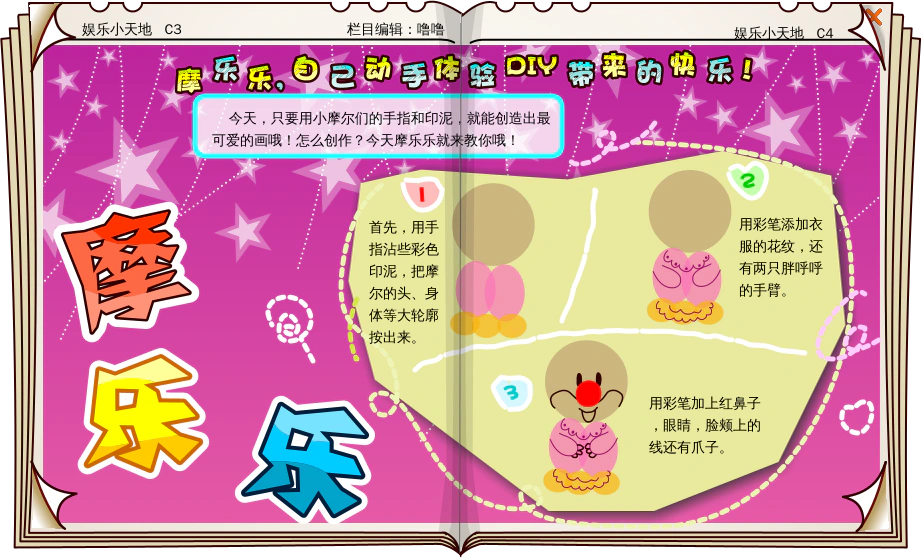 娱乐小天地 C3
栏目编辑：噜噜
娱乐小天地 C4
摩乐乐，自己动手体验DIY带来的快乐！
今天，只要用小摩尔们的手指和印泥，就能创造出最
可爱的画哦！怎么创作？今天摩乐乐就来教你哦！
摩
乐
乐
1
首先，用手
指沾些彩色
印泥，把摩
尔的头、身
体等大轮廓
按出来。
2
用彩笔添加衣
服的花纹，还
有两只胖呼呼
的手臂。
3
用彩笔加上红鼻子
，眼睛，脸颊上的
线还有爪子。